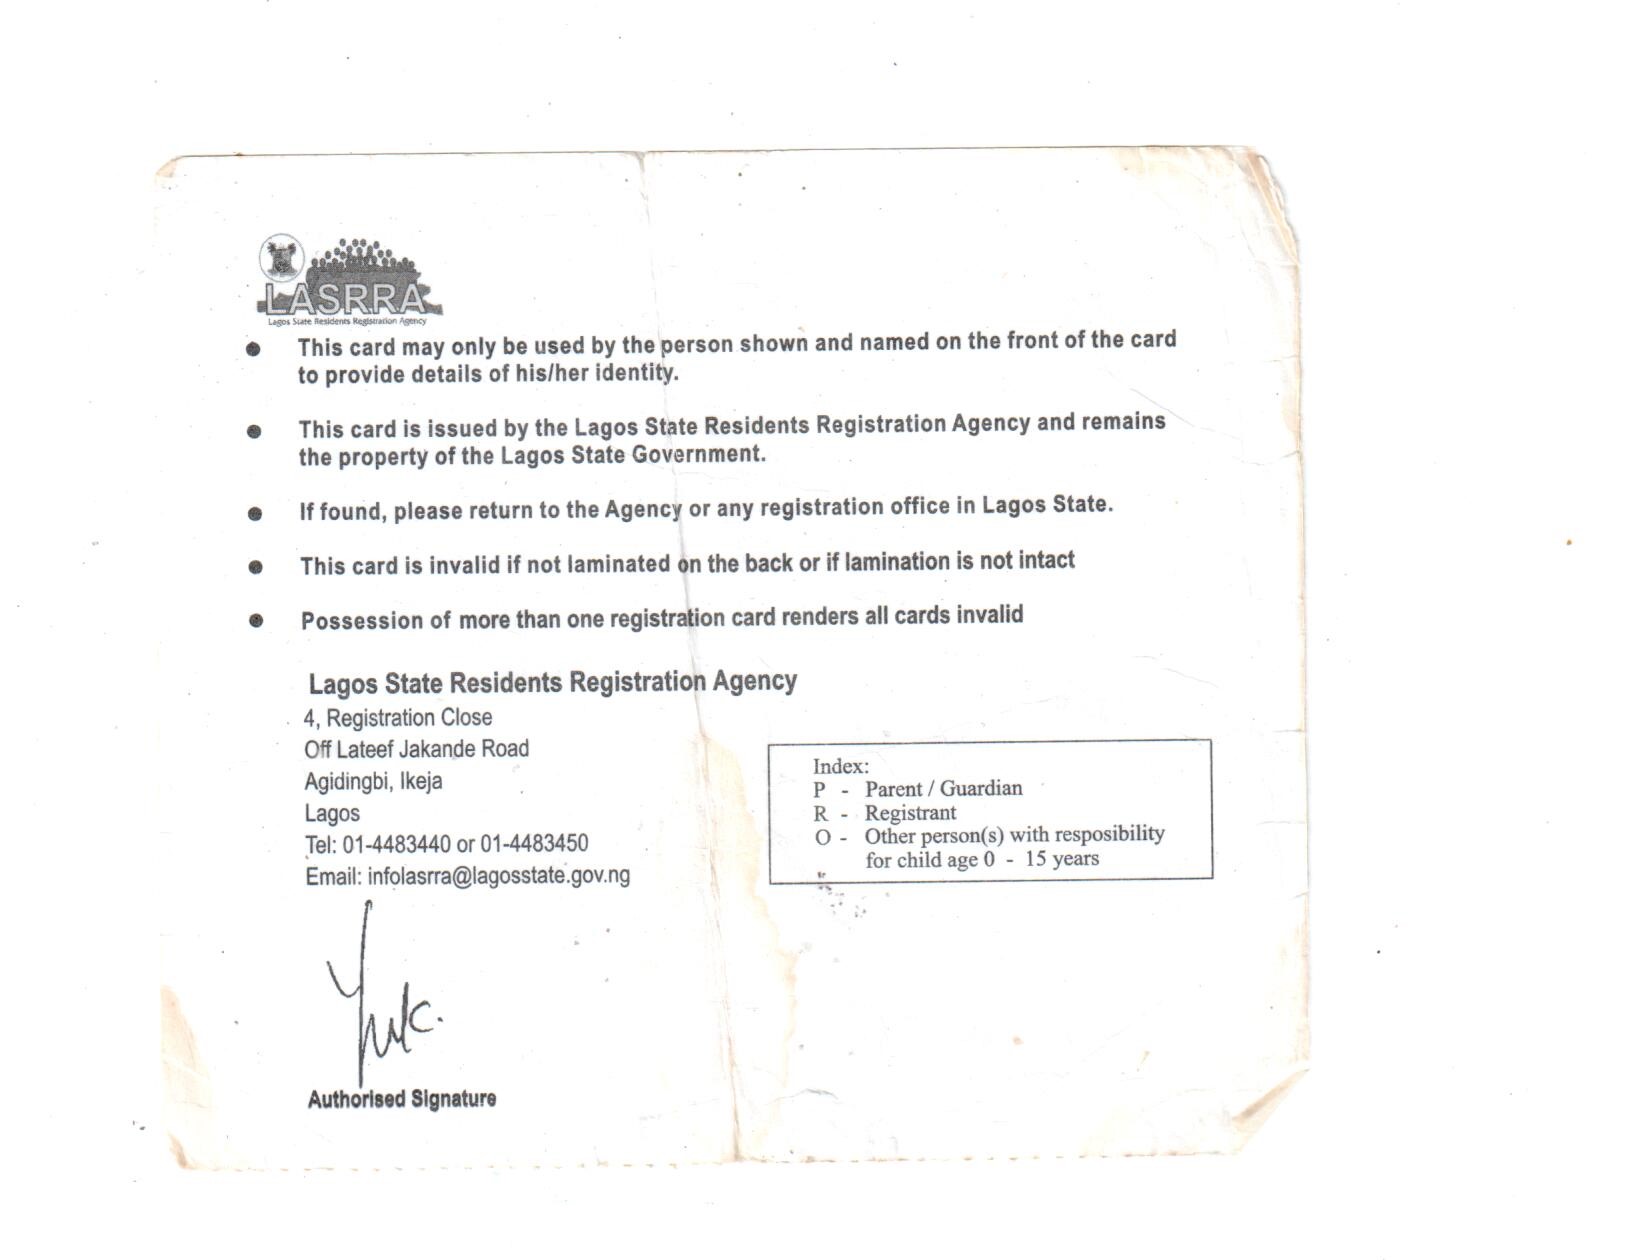 LASRRA
Lagos State Residents Registration Agency
● This card may only be used by the person shown and named on the front of the card
to provide details of his/her identity.
● This card is issued by the Lagos State Residents Registration Agency and remains
the property of the Lagos State Government.
● If found, please return to the Agency or any registration office in Lagos State.
● This card is invalid if not laminated on the back or if lamination is not intact
● Possession of more than one registration card renders all cards invalid
Lagos State Residents Registration Agency
4, Registration Close
Off Lateef Jakande Road
Agidingbi, Ikeja
Lagos
Tel: 01-4483440 or 01-4483450
Email: infolasrra@lagosstate.gov.ng
Index:
P - Parent / Guardian
R - Registrant
O - Other person(s) with resposibility
for child age 0 - 15 years
Authorised Signature